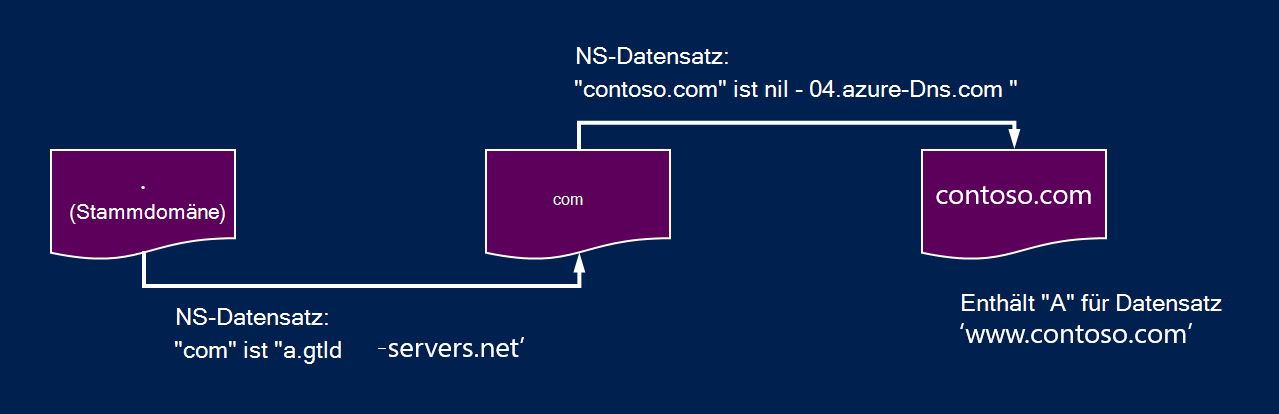 NS-Datensatz:
"contoso.com" ist nil - 04.azure-Dns.com "
.
(Stammdomäne)
com
contoso.com
NS-Datensatz:
"com" ist "a.gtld -servers.net’
Enthält "A" für Datensatz
‘www.contoso.com’